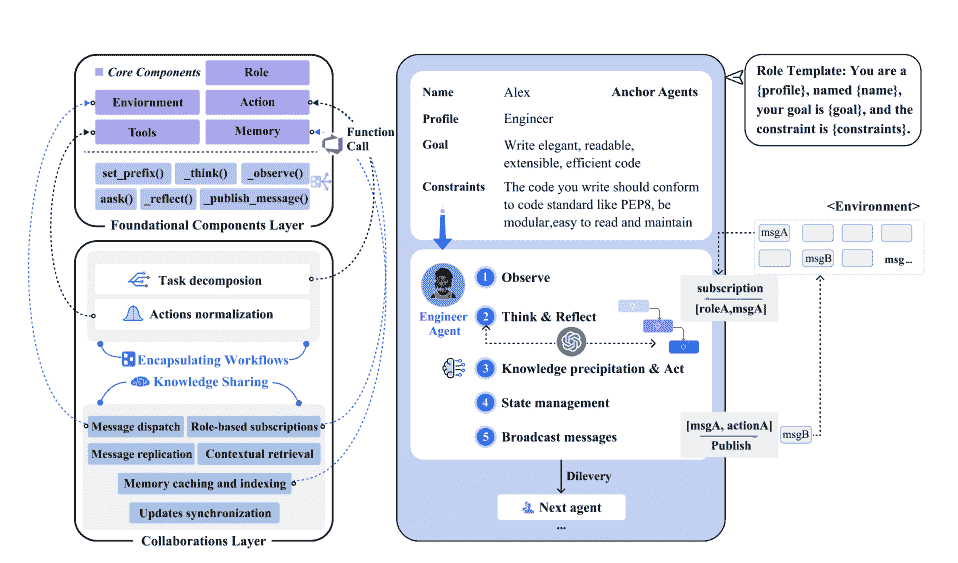 Core Components
Role
Enviornment
Action
Tools
Memory
Function
Call
set_prefix()
_think()
_observe()
aask()
_reflect()
_publish_message()
Foundational Components Layer
Task decomposion
Actions normalization
Encapsulating Workflows
Knowledge Sharing
Message dispatch
Role-based subscriptions
Message replication
Contextual retrieval
Memory caching and indexing
Updates synchronization
Collaborations Layer
Name
Alex
Anchor Agents
Profile
Engineer
Goal
Write elegant, readable,
extensible, efficient code
Constraints
The code you write should conform
to code standard like PEP8, be
modular,easy to read and maintain
Engineer
Agent
1 Observe
2 Think & Reflect
3 Knowledge precipitation & Act
4 State management
5 Broadcast messages
Dilevery
Next agent
...
Role Template: You are a
{profile}, named {name},
your goal is {goal}, and the
constraint is {constraints}.
<Environment>
msgA
msgB
msg...
subscription
[roleA,msgA]
[msgA, actionA]
Publish
msgB